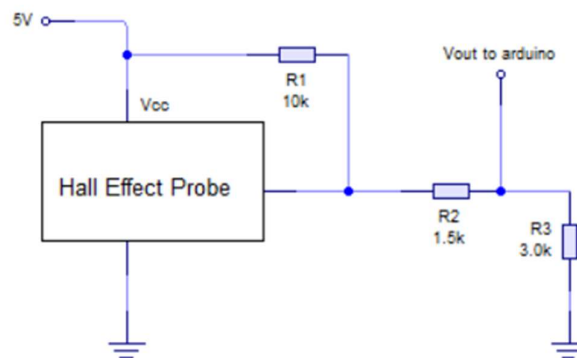 5V
Vout to arduino
R1
10k
Vcc
Hall Effect Probe
R2
1.5k
R3
3.0k